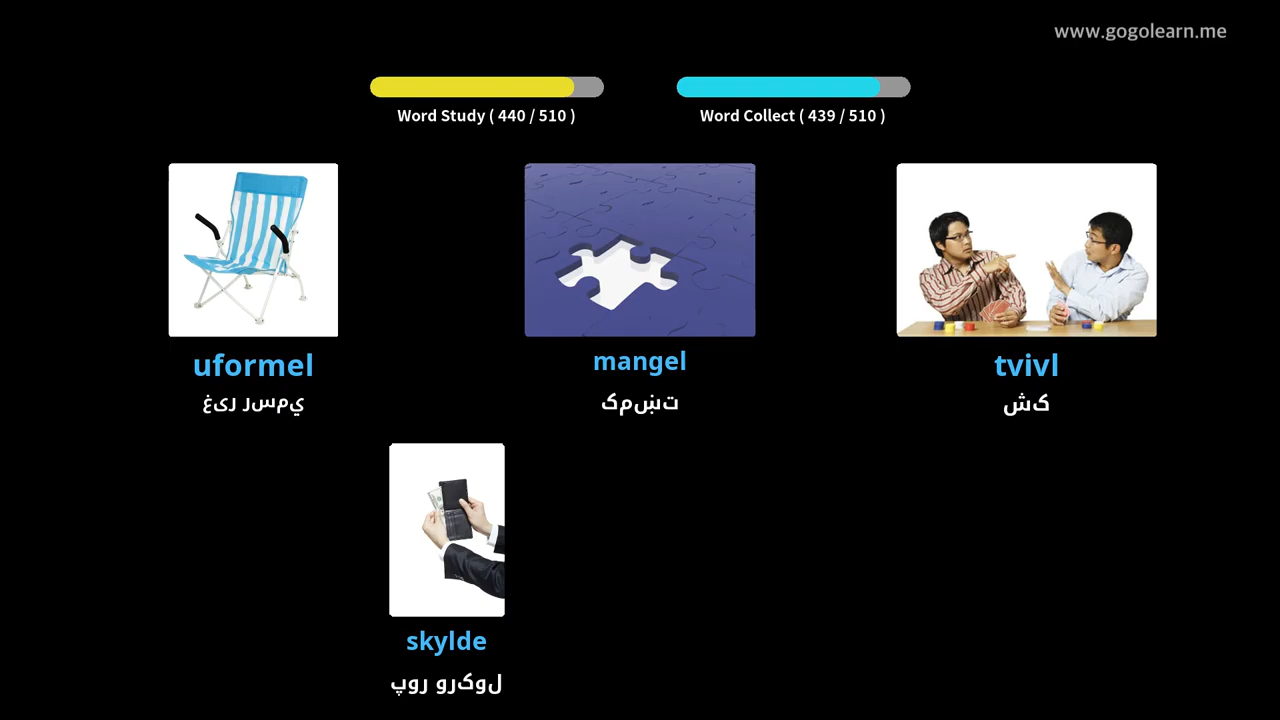 www.gogolearn.me
Word Study ( 440 / 510 )
Word Collect ( 439 / 510 )
uformel
غیر رسمي
mangel
کمښت
tvivl
شک
skylde
پور ورکول